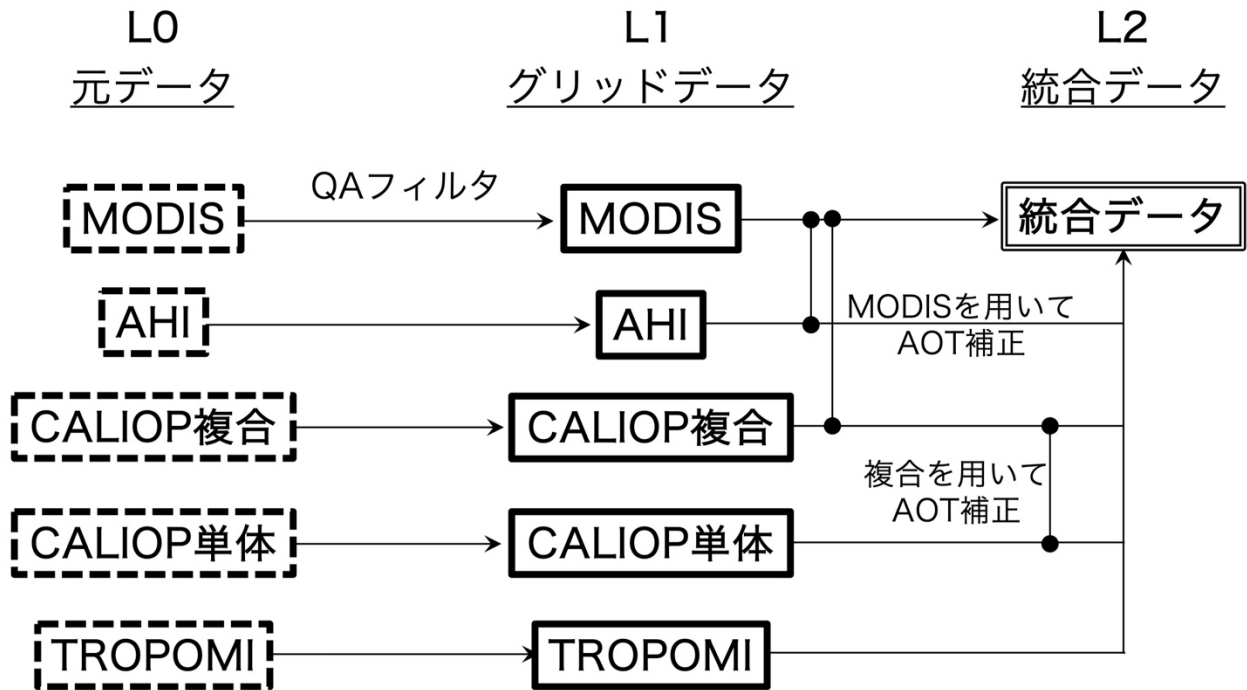 L0
L1
L2
元データ
グリッドデータ
統合データ
QAフィルタ
MODIS
MODIS
統合データ
AHI
AHI
MODISを用いて
AOT補正
CALIOP複合
CALIOP複合
複合を用いて
AOT補正
CALIOP単体
CALIOP単体
TROPOMI
TROPOMI